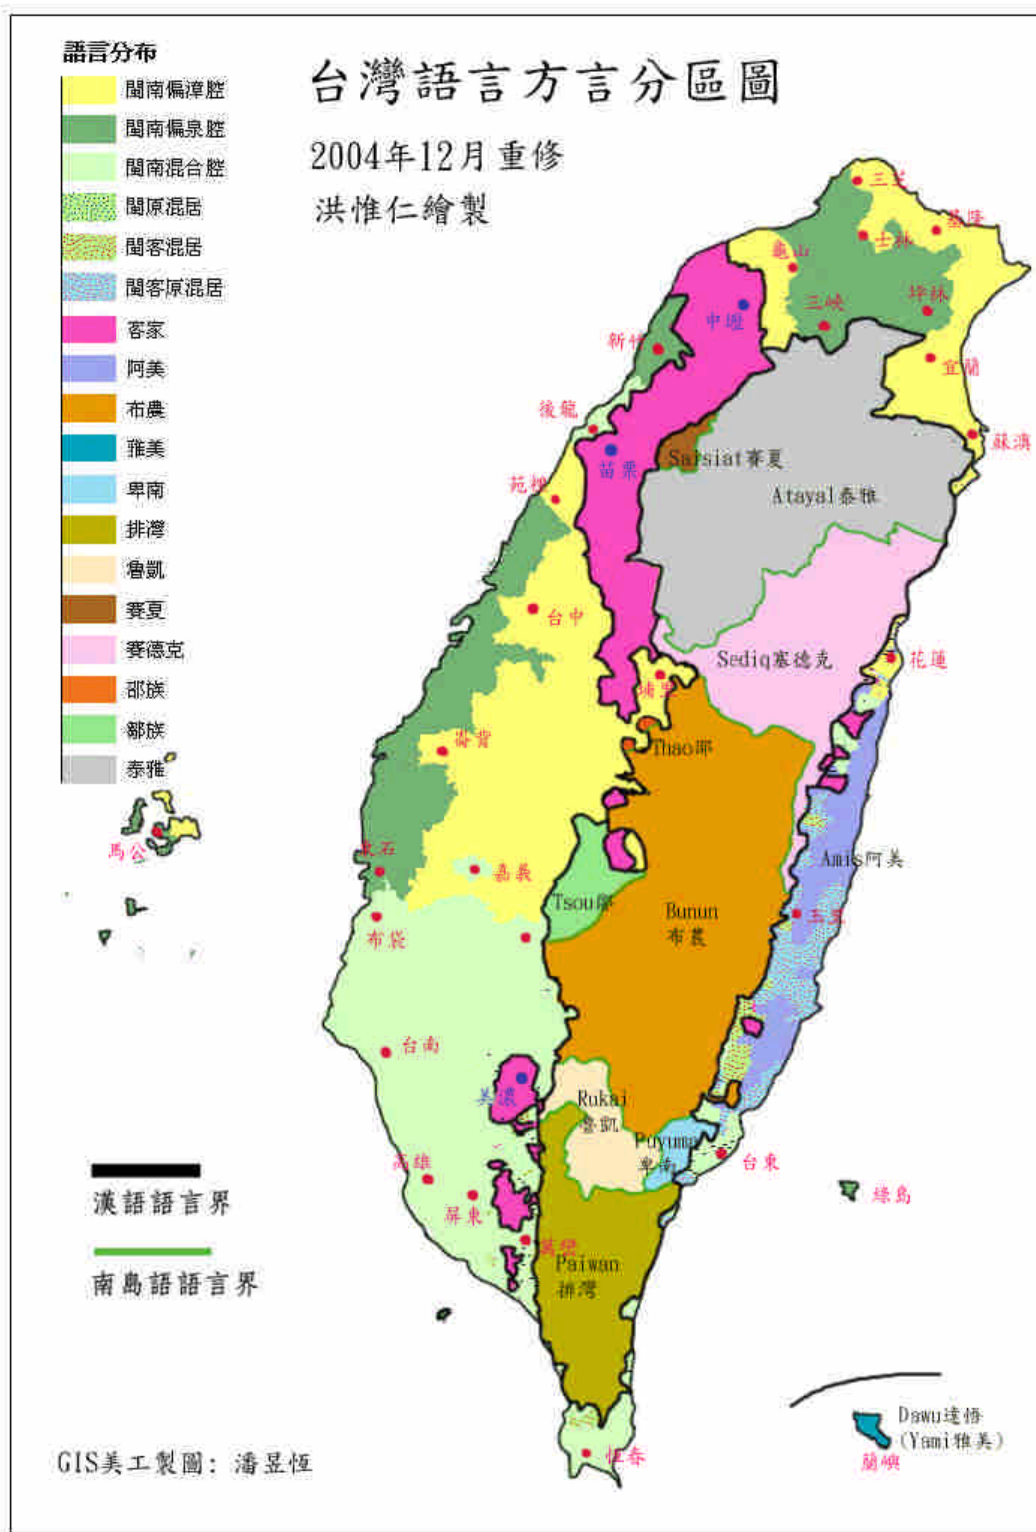 語言分布
閩南偏漳腔
閩南偏泉腔
閩南混合腔
閩原混居
閩客混居
閩客原混居
客家
阿美
布農
雅美
卑南
排灣
魯凱
賽夏
賽德克
邵族
鄒族
泰雅
台灣語言方言分區圖
2004年12月重修
洪惟仁繪製
三芝
基隆
士林
龜山
坪林
三峽
中壢
新竹
宜蘭
後龍
蘇澳
苗栗
Saisiat賽夏
苑裡
Atayal泰雅
台中
Sediq塞德克
花蓮
埔里
崙背
Thao邵
馬公
Amis阿美
嘉義
Tsou鄒
Bunun
布農
玉里
布袋
台南
美濃
Rukai
魯凱
Puyuma
卑南
台東
高雄
屏東
綠島
萬巒
Paiwan
排灣
漢語語言界
南島語語言界
Dawu達悟
(Yami雅美)
蘭嶼
恆春
GIS美工製圖: 潘昱恆